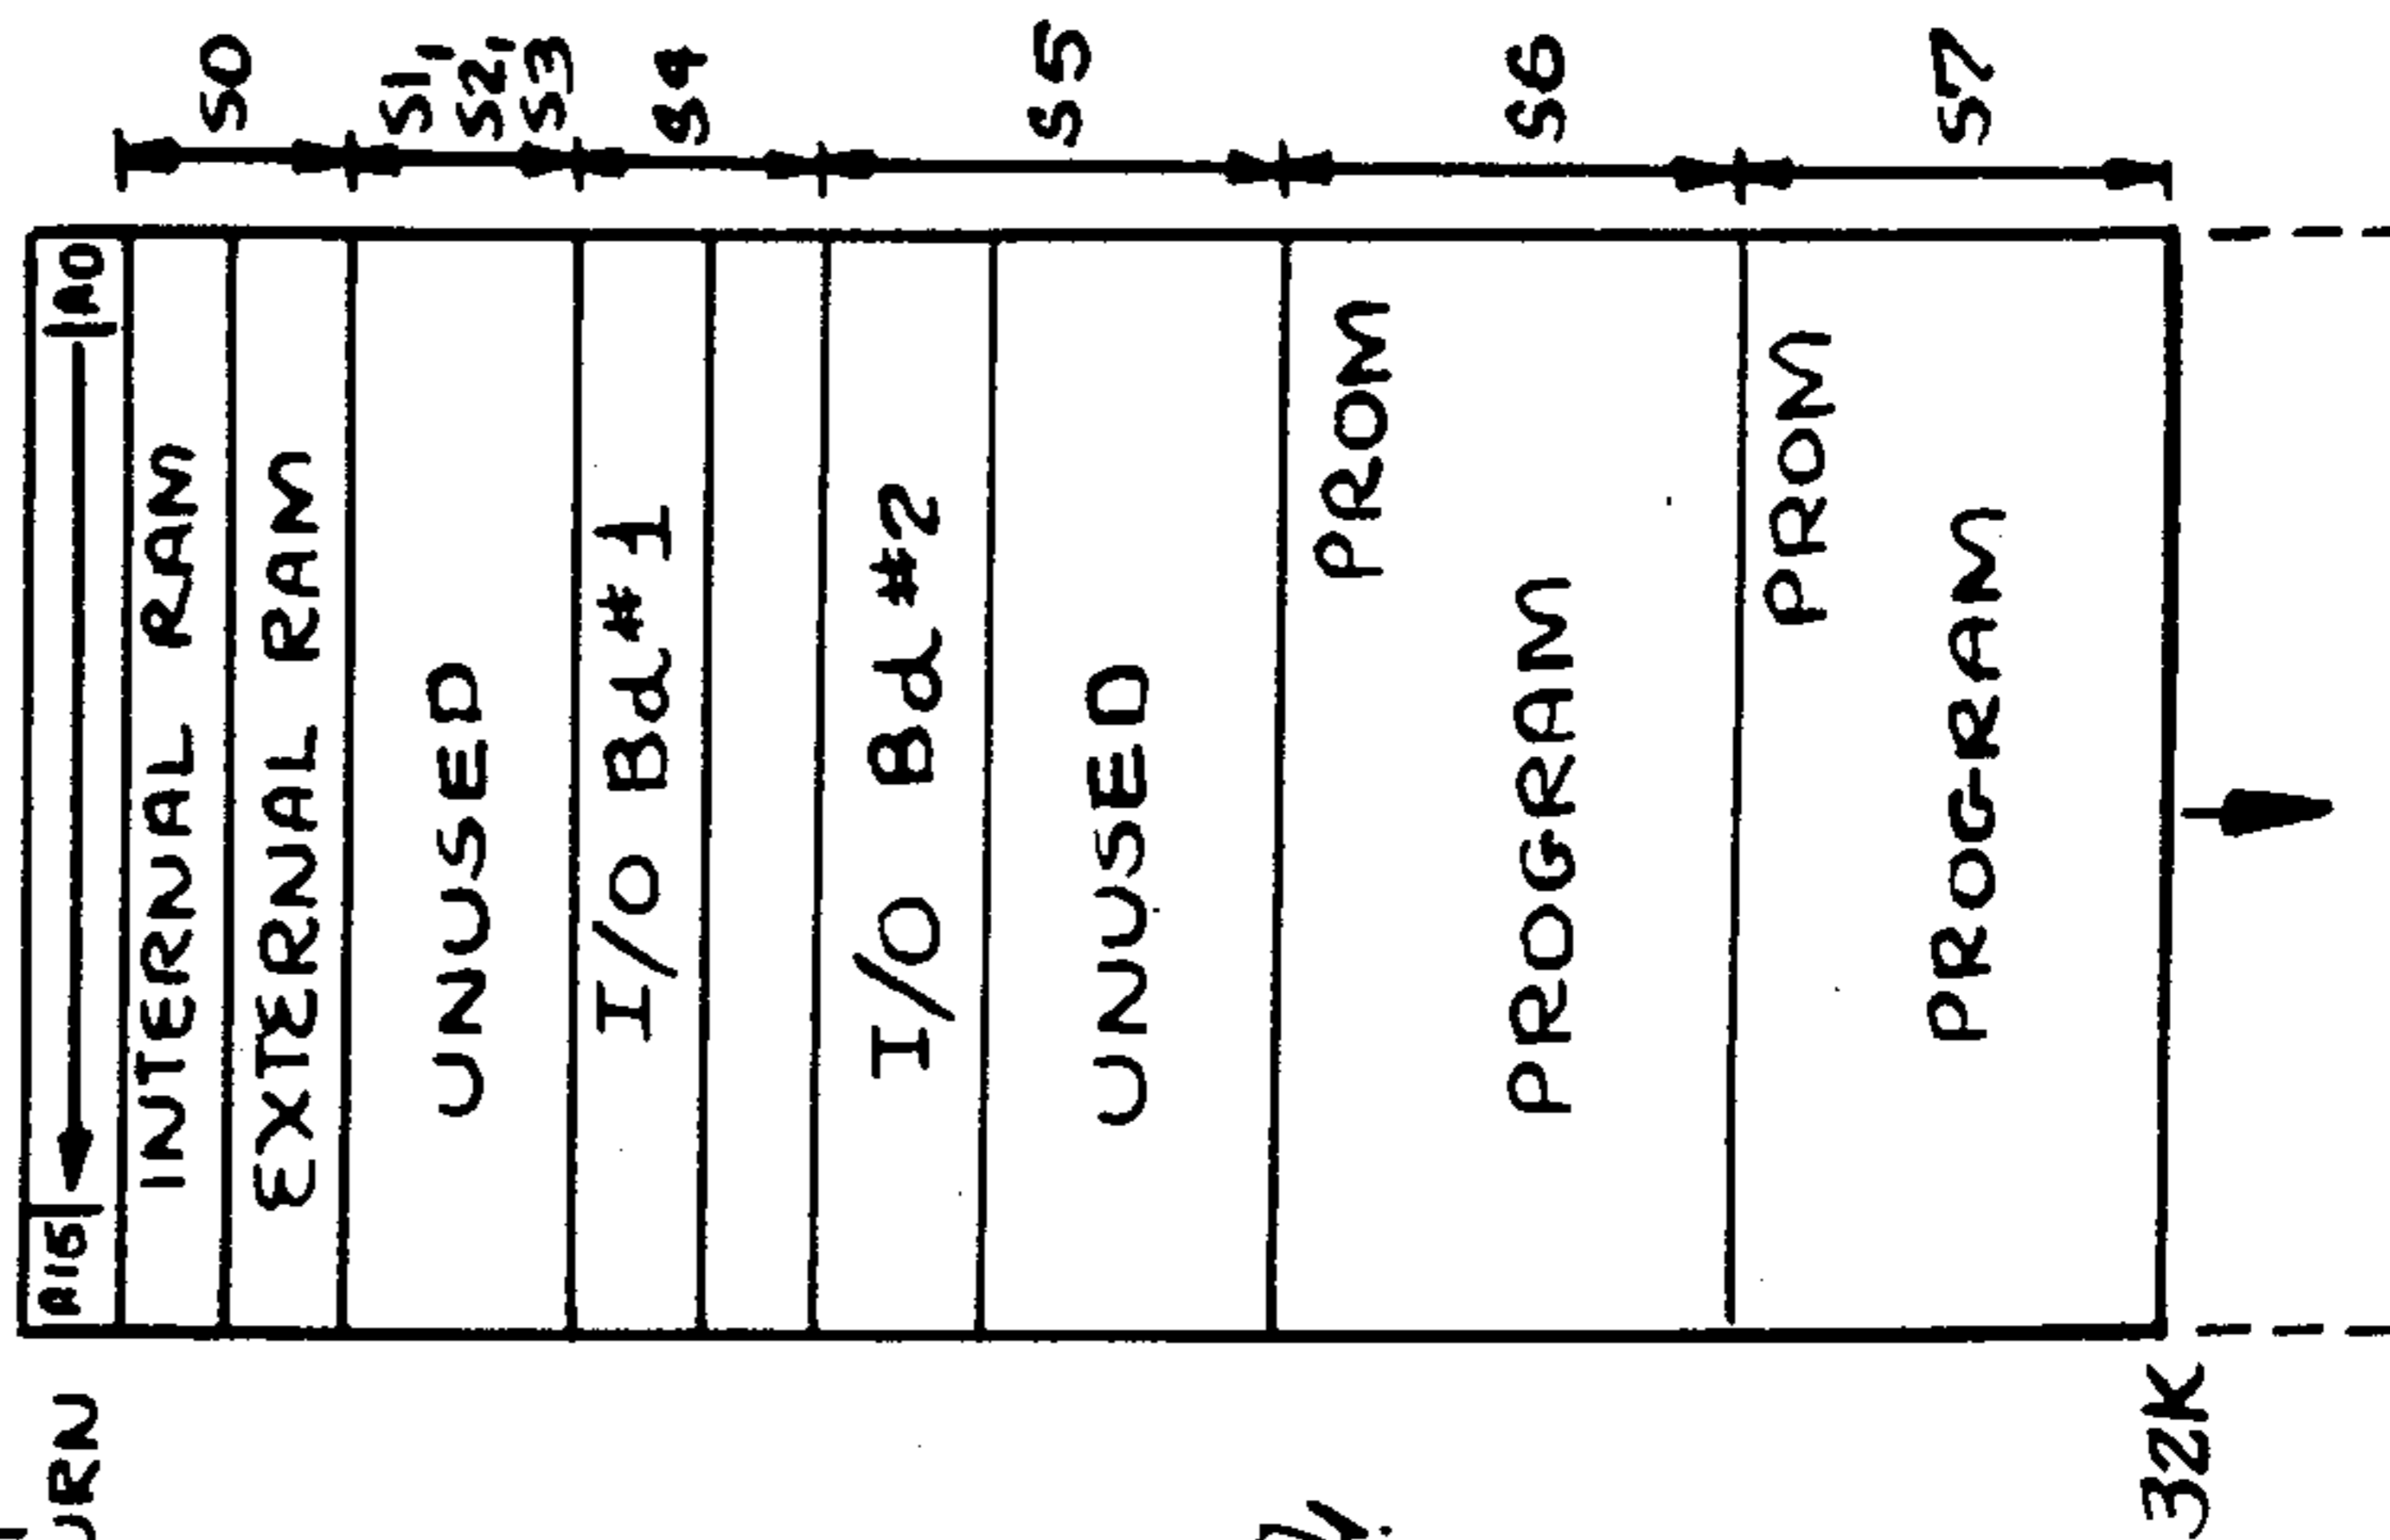 URN
A15 A0
INTERNAL RAM
S0
EXTERNAL RAM
UNUSED
S1,
S2,
S3
I/O Bd #1
S4
I/O Bd #2
UNUSED
S5
PROM
PROGRAM
S6
PROM
PROGRAM
S7
32K